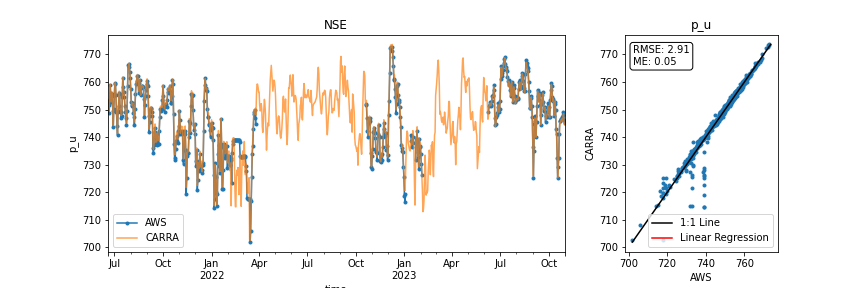 NSE
p_u
770
760
750
740
730
720
710
700
p_u
AWS
CARRA
Jul
Oct
Jan
2022
Apr
Jul
Oct
Jan
2023
Apr
Jul
Oct
time
p_u
770
760
750
740
730
720
710
700
CARRA
RMSE: 2.91
ME: 0.05
1:1 Line
Linear Regression
700
720
740
760
AWS